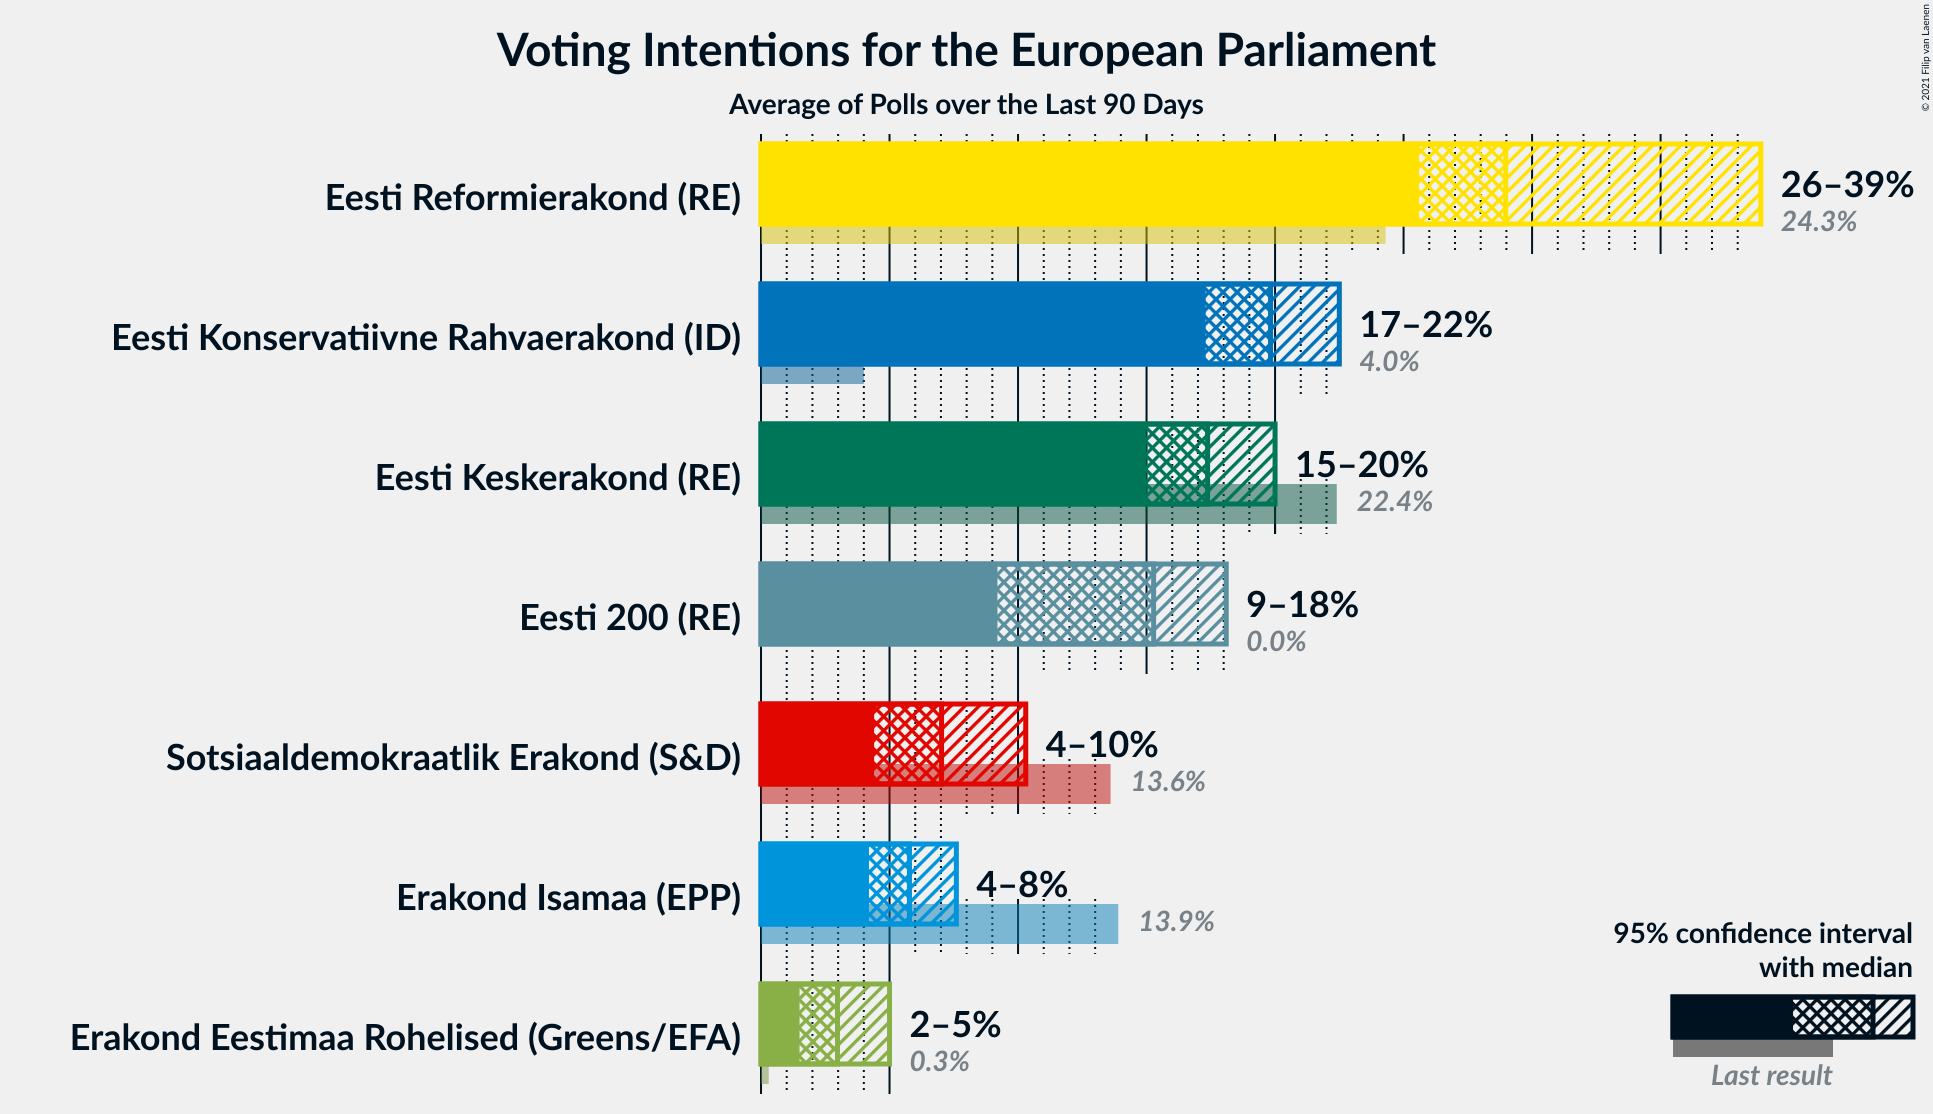 Voting Intentions for the European Parliament
Average of Polls over the Last 90 Days
© 2021 Filip van Laenen
Eesti Reformierakond (RE)
26–39%
24.3%
Eesti Konservatiivne Rahvaerakond (ID)
17–22%
4.0%
Eesti Keskerakond (RE)
15–20%
22.4%
Eesti 200 (RE)
9–18%
0.0%
Sotsiaaldemokraatlik Erakond (S&D)
4–10%
13.6%
Erakond Isamaa (EPP)
4–8%
13.9%
Erakond Eestimaa Rohelised (Greens/EFA)
2–5%
0.3%
95% confidence interval
with median
Last result